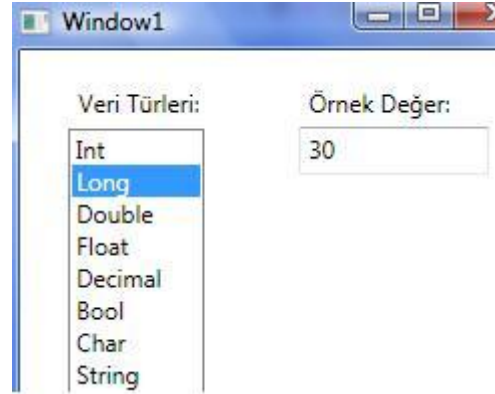 Window1
Veri Türleri:
Örnek Değer:
Int
30
Long
Double
Float
Decimal
Bool
Char
String